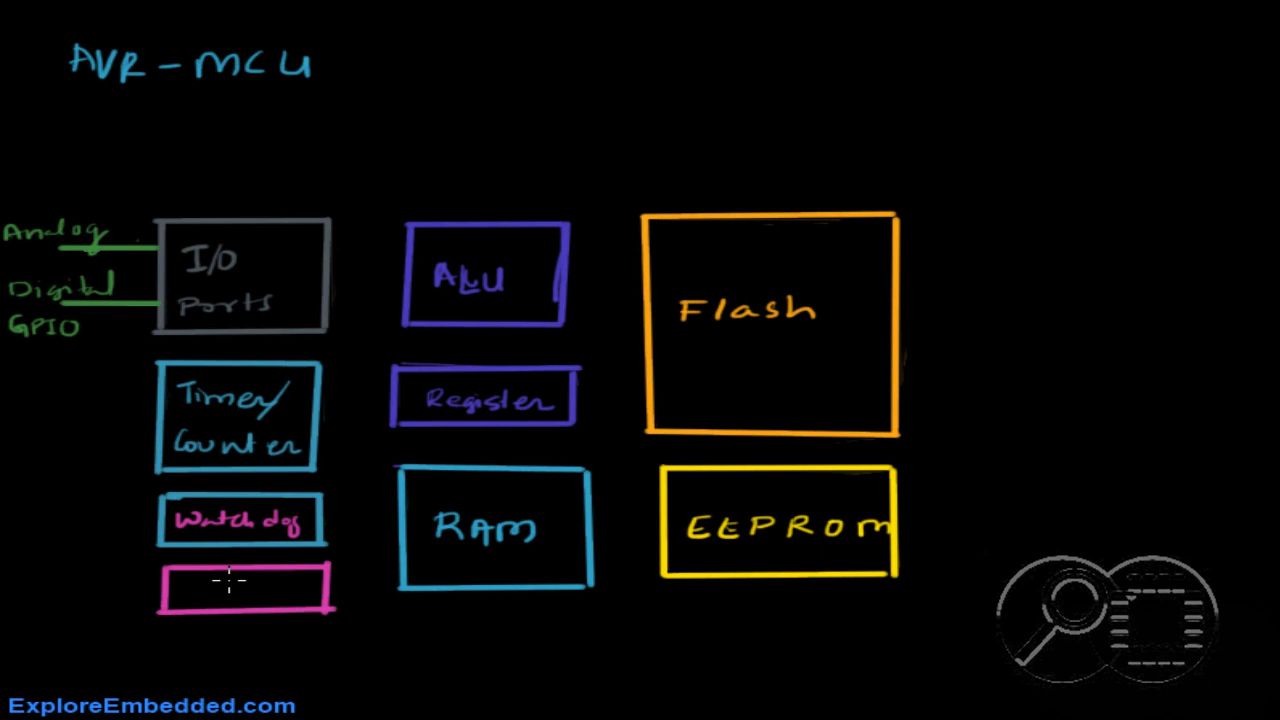 AVR - MCU
Analog
Digital
GPIO
I/O
Ports
ALU
Flash
Timer/
Counter
Register
Watchdog
RAM
EEPROM
ExploreEmbedded.com